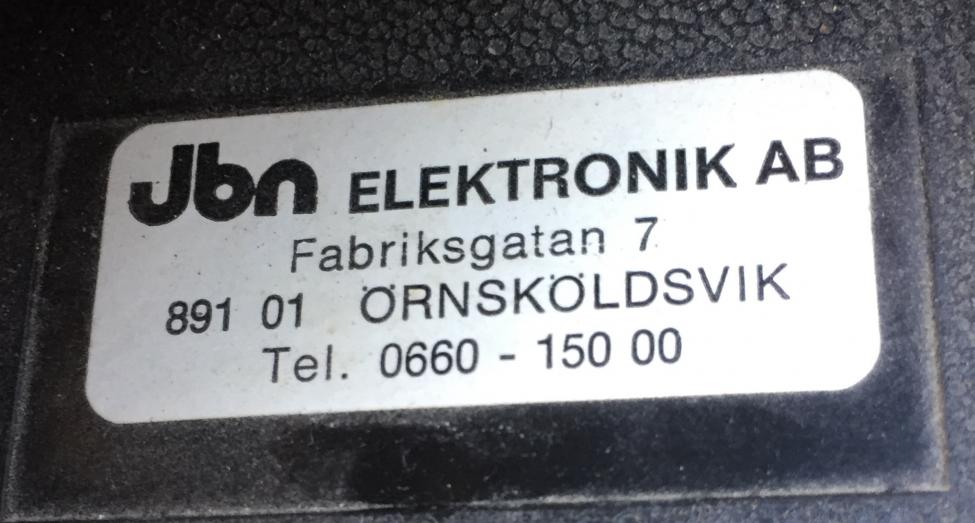 Jbn ELEKTRONIK AB
Fabriksgatan 7
891 01 ÖRNSKÖLDSVIK
Tel. 0660 - 150 00